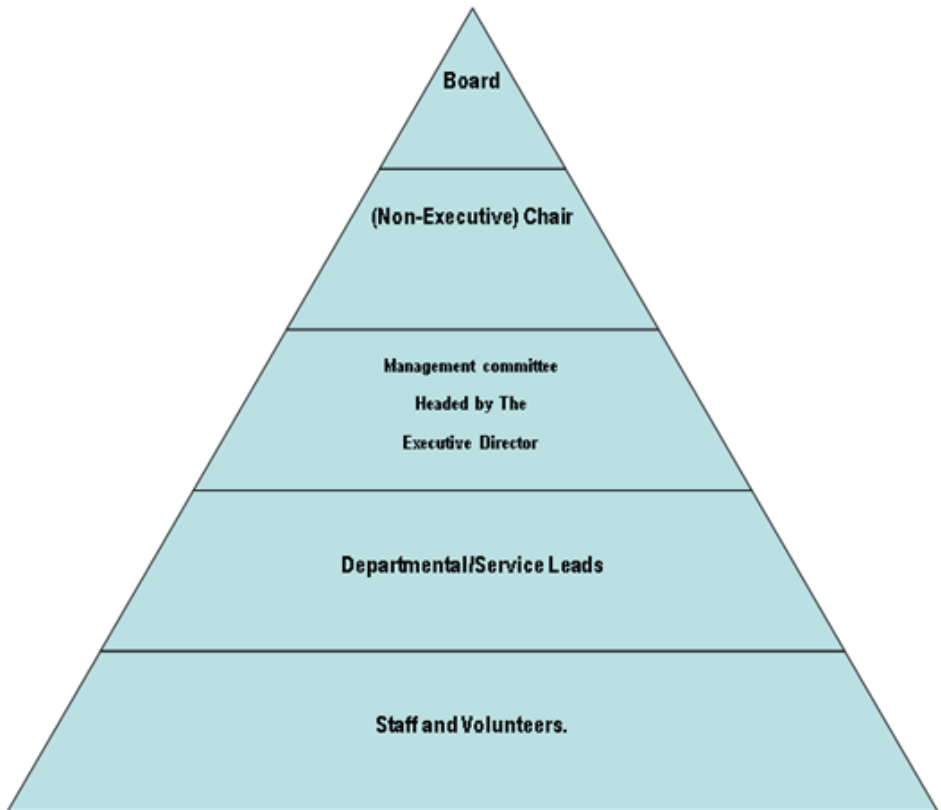 Board
(Non-Executive) Chair
Management committee
Headed by The
Executive Director
Departmental/Service Leads
Staff and Volunteers.